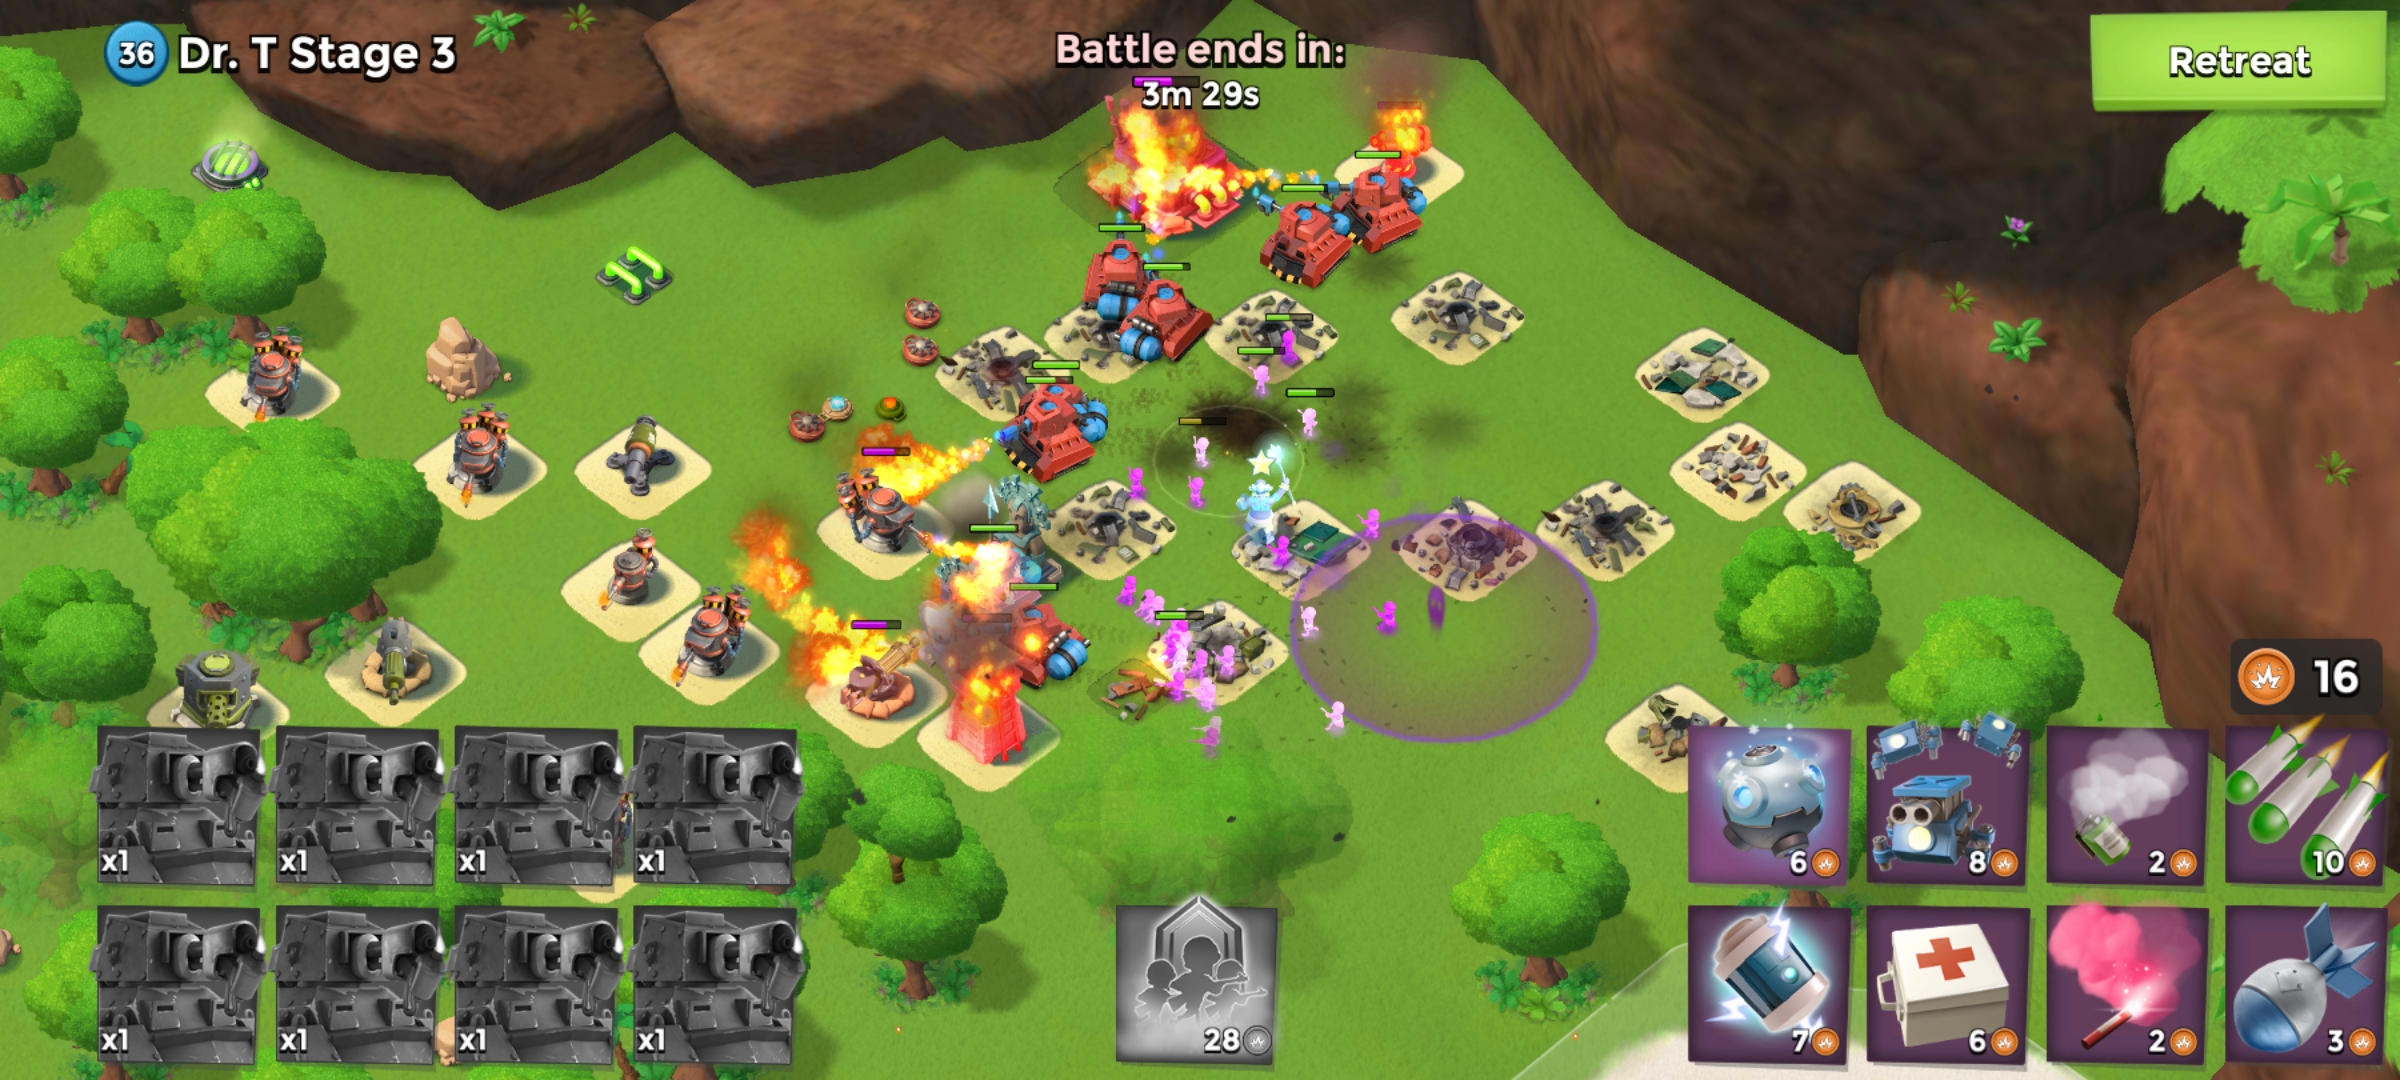 36 Dr. T Stage 3
Battle ends in:
3m 29s
Retreat
16
x1 x1 x1 x1
6 8 2 10
x1 x1 x1 x1
28
7 6 2 3